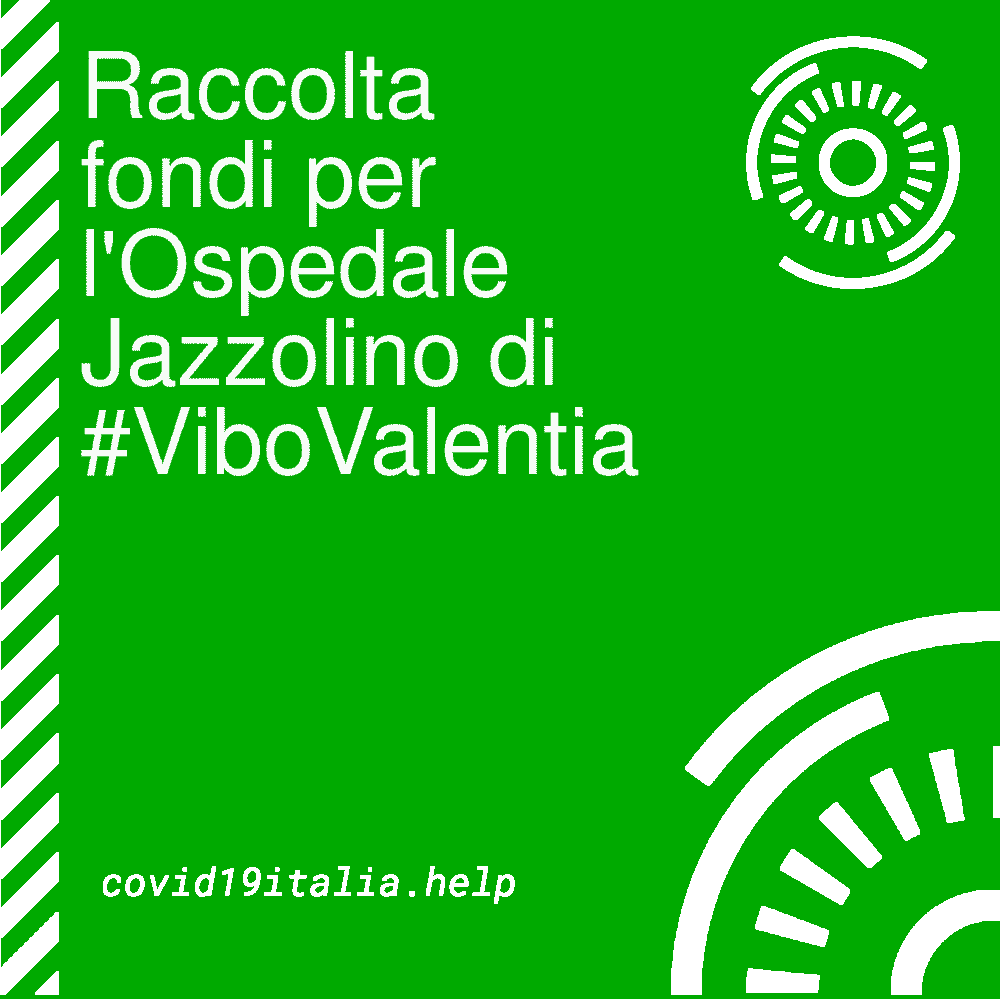 Raccolta
fondi per
l'Ospedale
Jazzolino di
#ViboValentia
covid19italia.help